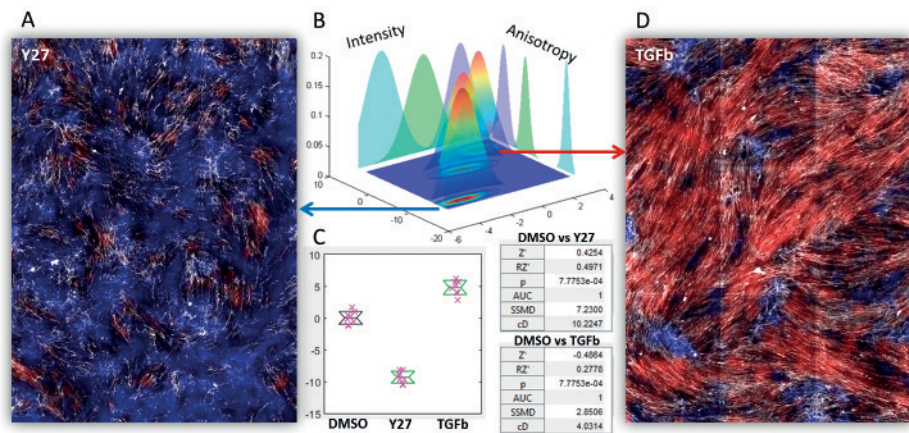 A
Y27
B
Intensity
Anisotropy
0.2
0.15
0.1
0.05
0
10
0
-10
-20
-6
-4
-2
0
2
4
C
10
5
0
-5
-10
-15
DMSO Y27 TGFb
DMSO vs Y27
Z' 0.4254
RZ' 0.4971
p 7.7753e-04
AUC 1
SSMD 7.2300
cD 10.2247
DMSO vs TGFb
Z' -0.4864
RZ' 0.2778
p 7.7753e-04
AUC 1
SSMD 2.8506
cD 4.0314
D
TGFb